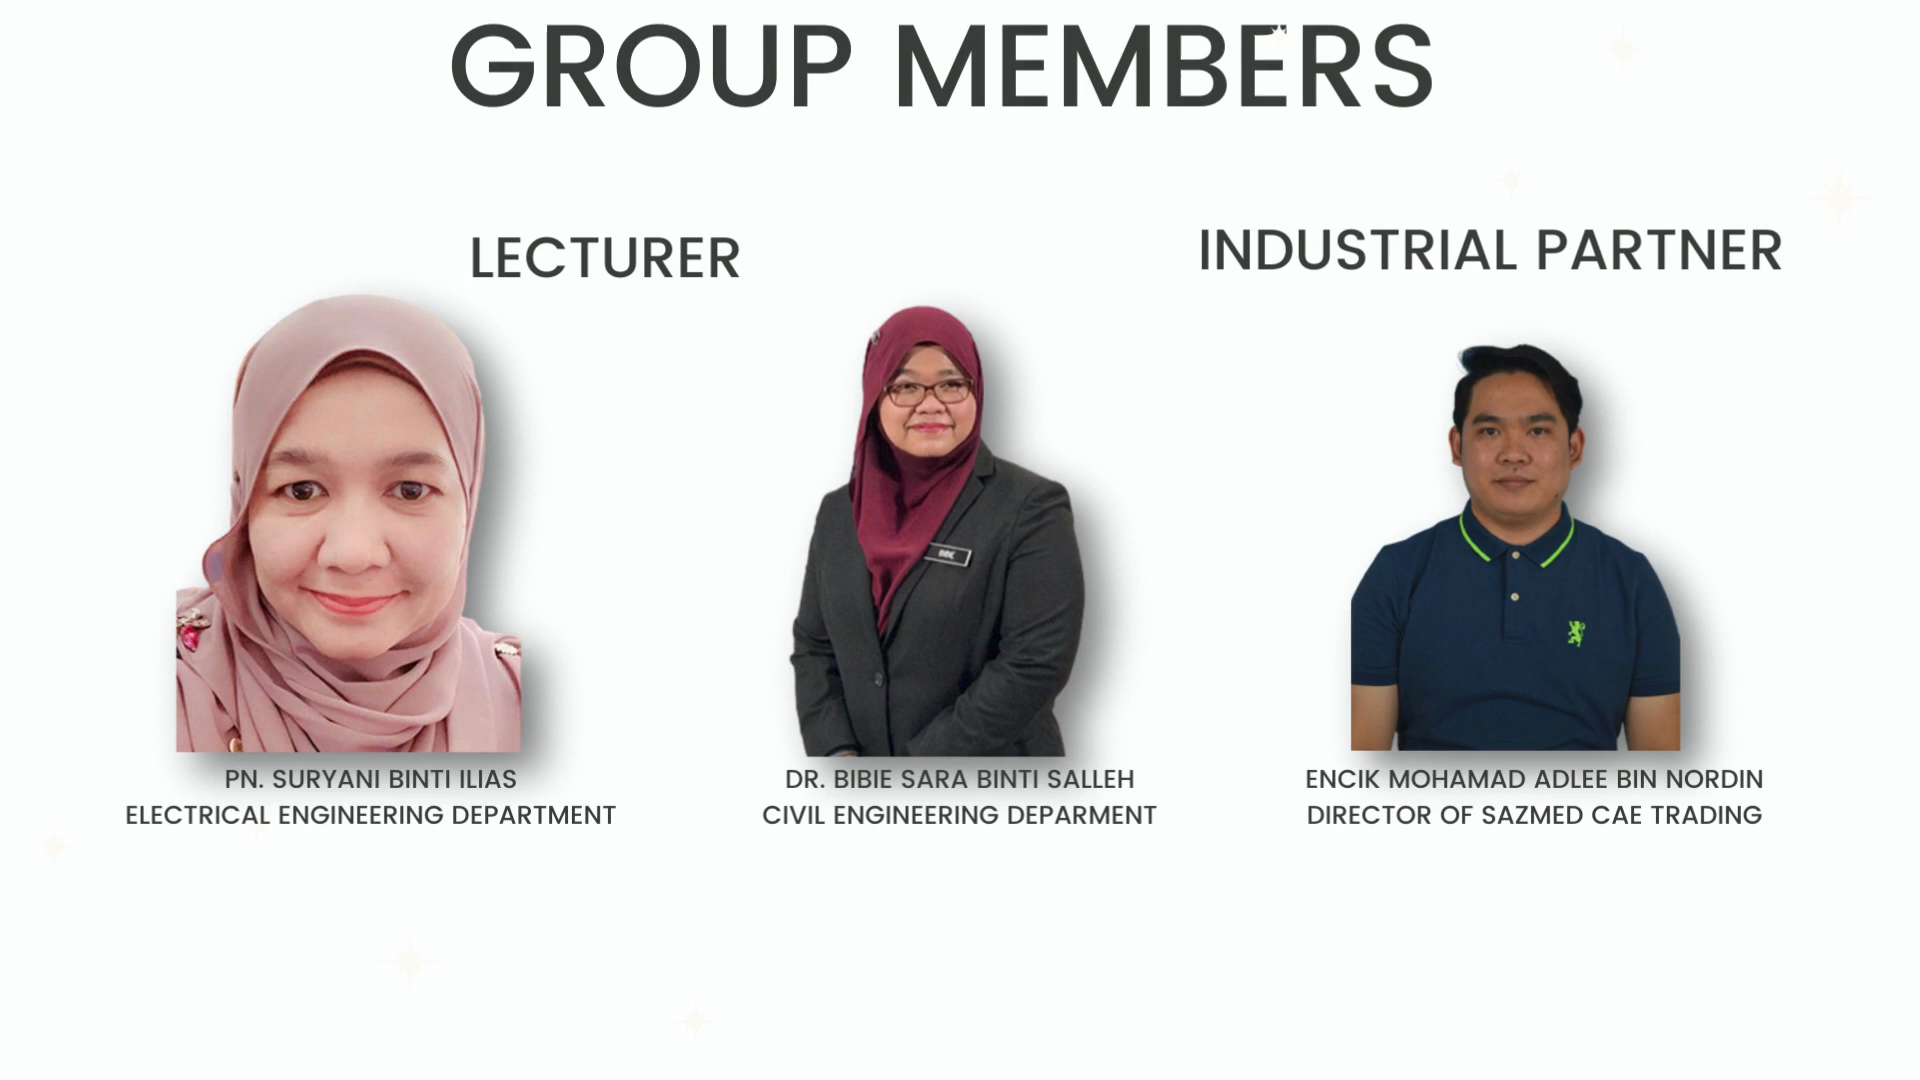 GROUP MEMBERS
LECTURER
INDUSTRIAL PARTNER
PN. SURYANI BINTI ILIAS
ELECTRICAL ENGINEERING DEPARTMENT
DR. BIBIE SARA BINTI SALLEH
CIVIL ENGINEERING DEPARMENT
ENCIK MOHAMAD ADLEE BIN NORDIN
DIRECTOR OF SAZMED CAE TRADING